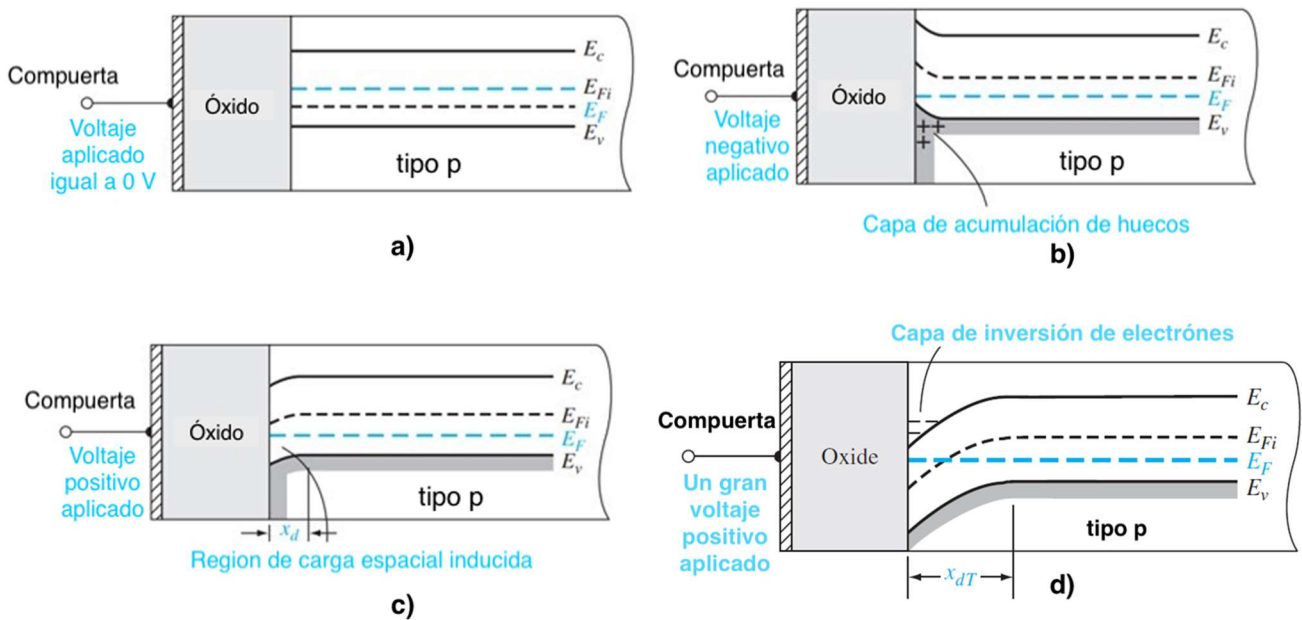 Compuerta
Voltaje
aplicado
igual a 0 V
Óxido
E_c
E_Fi
E_F
E_v
tipo p
a)
Compuerta
Voltaje
negativo
aplicado
Óxido
E_c
E_Fi
E_F
E_v
++
+
tipo p
Capa de acumulación de huecos
b)
Compuerta
Voltaje
positivo
aplicado
Óxido
E_c
E_Fi
E_F
E_v
tipo p
x_d
Region de carga espacial inducida
c)
Capa de inversión de electrónes
Compuerta
Un gran
voltaje
positivo
aplicado
Oxide
E_c
E_Fi
E_F
E_v
tipo p
x_dT
d)